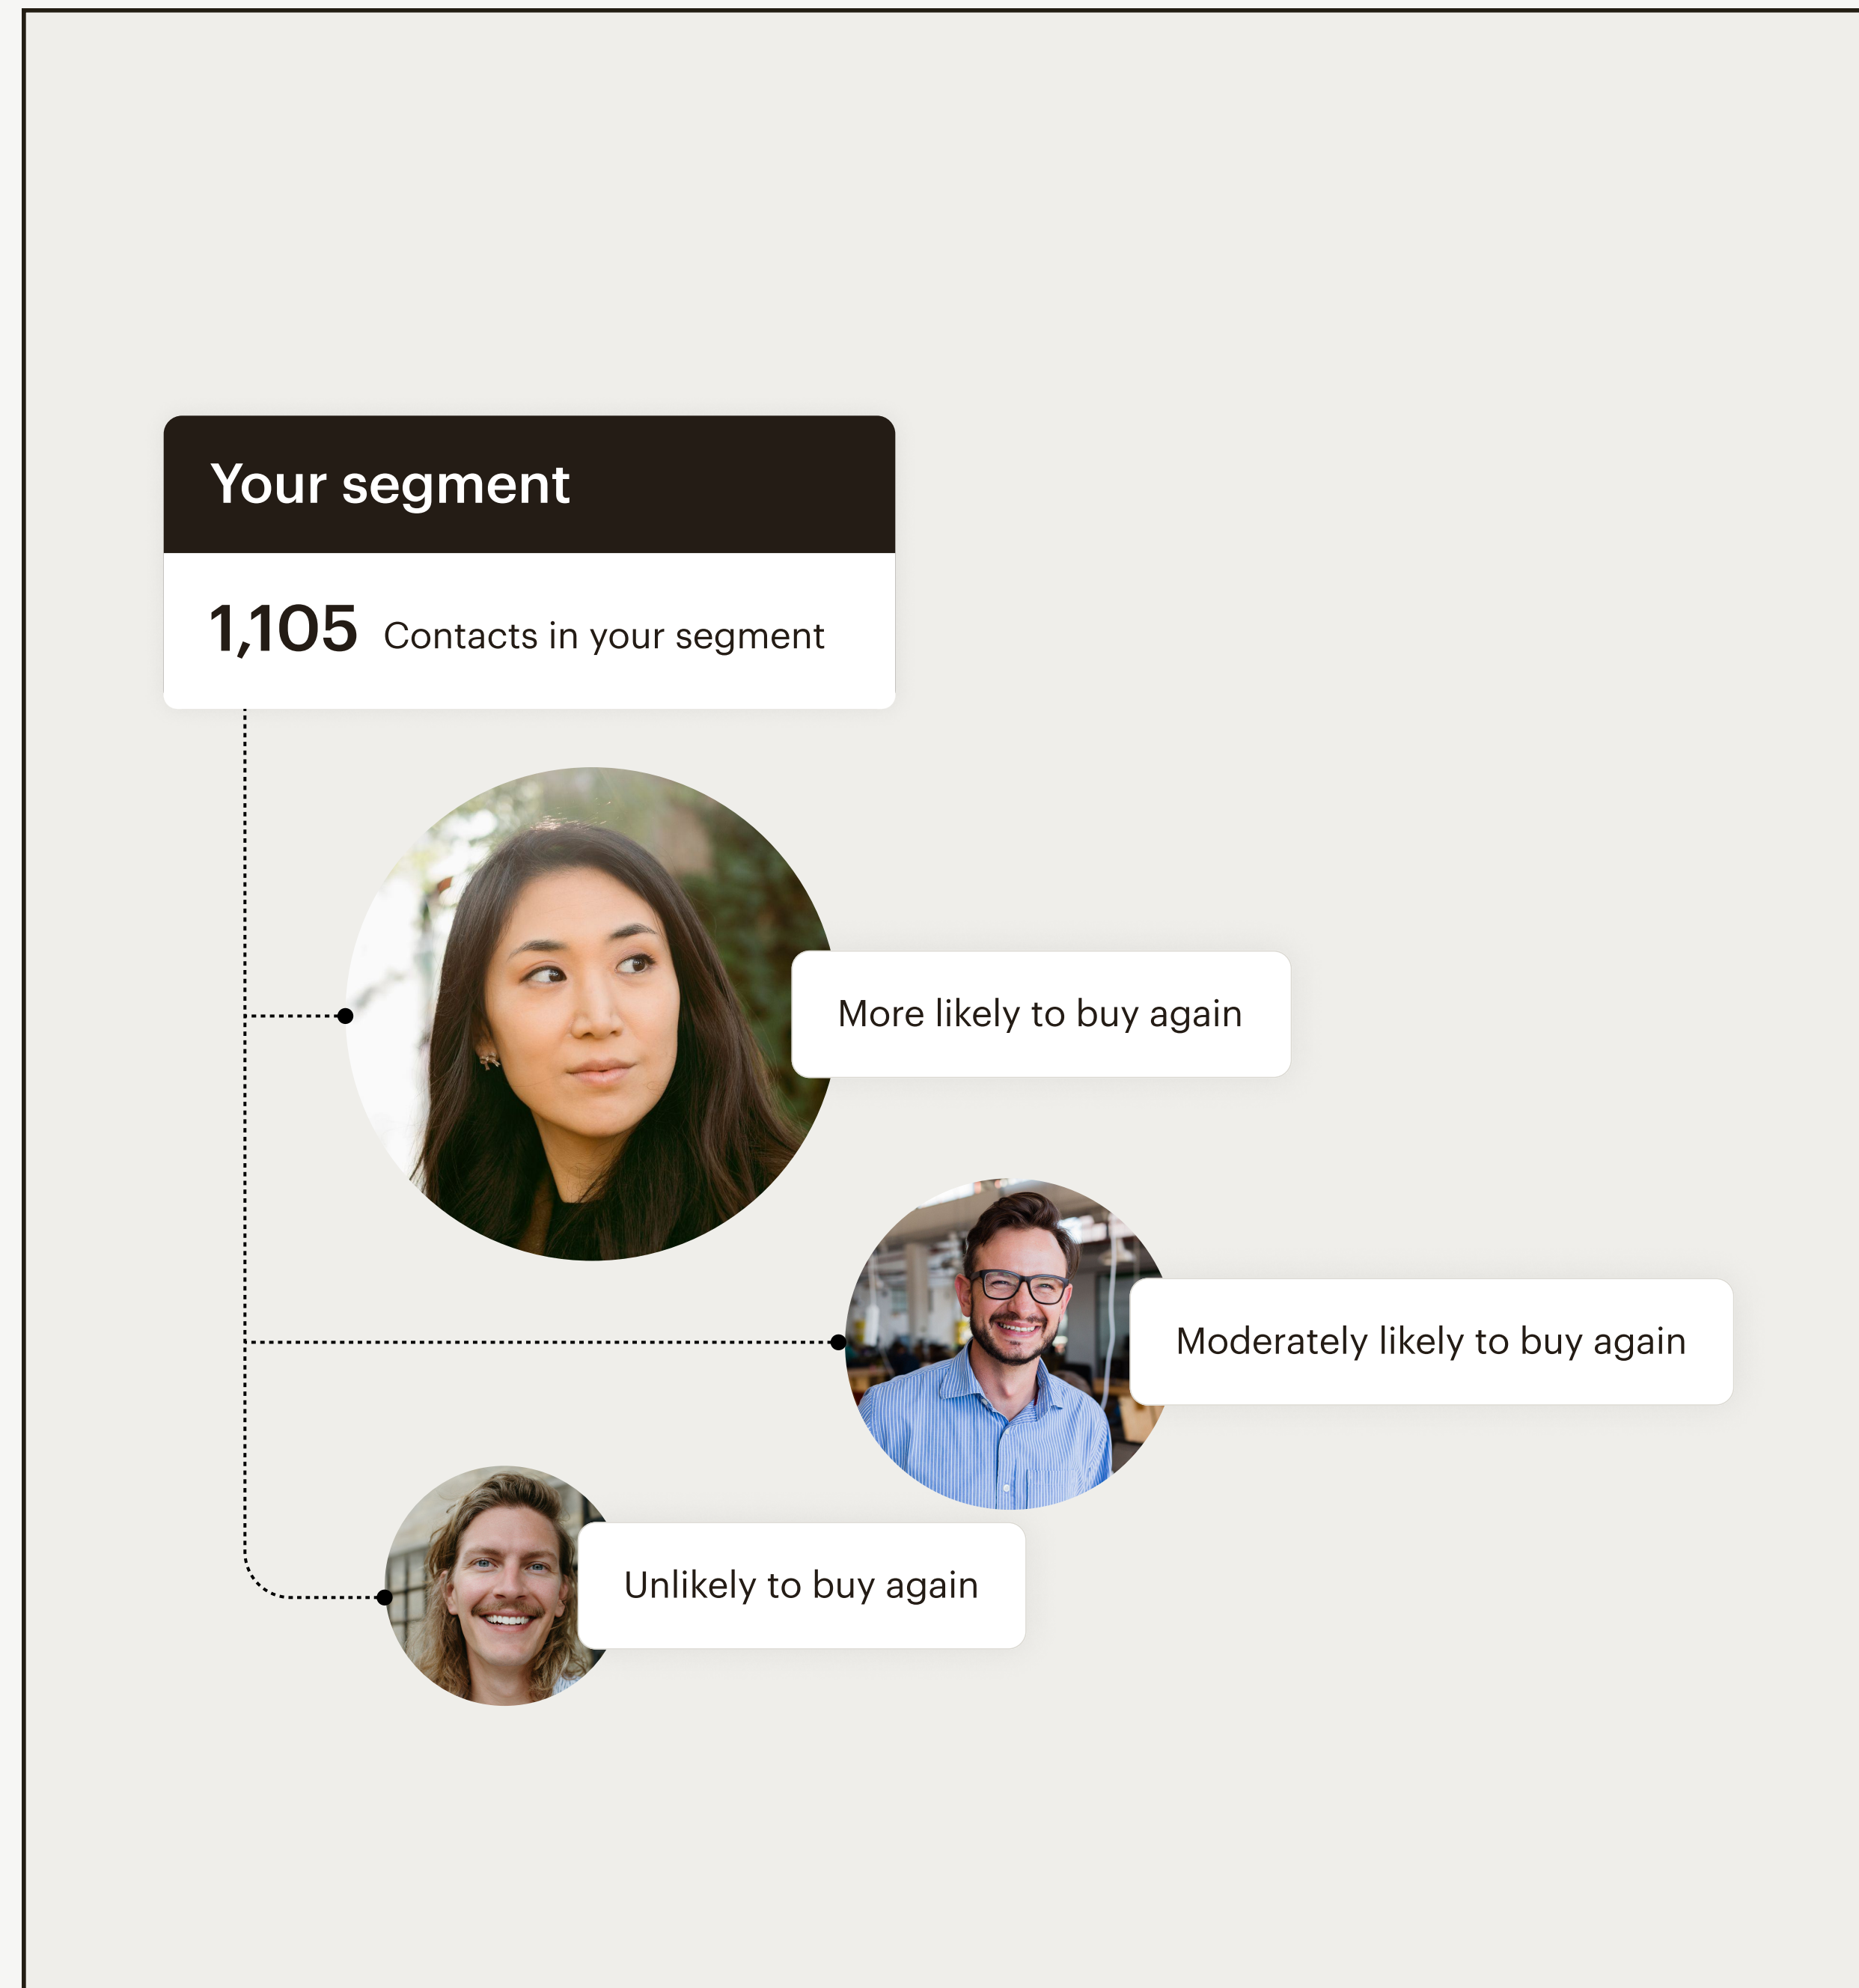 Your segment
1,105 Contacts in your segment
More likely to buy again
Moderately likely to buy again
Unlikely to buy again